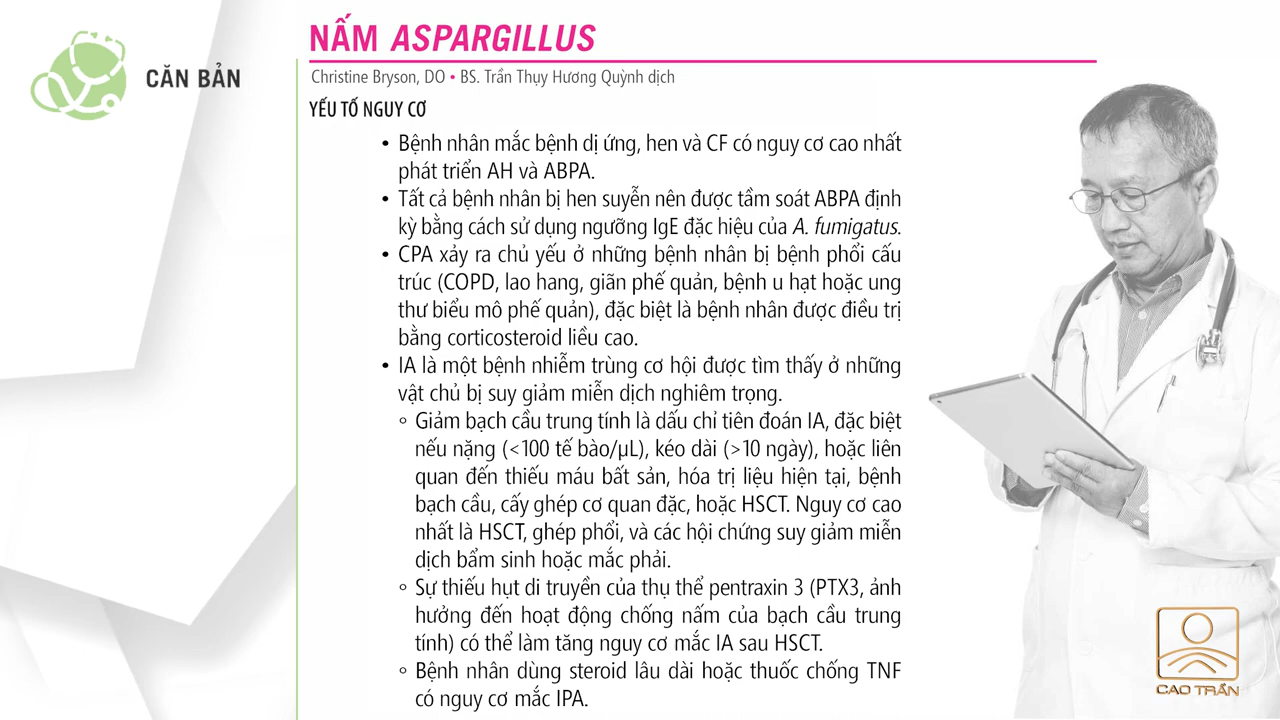 CĂN BẢN
NẤM ASPARGILLUS
Christine Bryson, DO • BS. Trần Thụy Hương Quỳnh dịch
YẾU TỐ NGUY CƠ
• Bệnh nhân mắc bệnh dị ứng, hen và CF có nguy cơ cao nhất
phát triển AH và ABPA.
• Tất cả bệnh nhân bị hen suyễn nên được tầm soát ABPA định
kỳ bằng cách sử dụng ngưỡng IgE đặc hiệu của A. fumigatus.
• CPA xảy ra chủ yếu ở những bệnh nhân bị bệnh phổi cấu
trúc (COPD, lao hang, giãn phế quản, bệnh u hạt hoặc ung
thư biểu mô phế quản), đặc biệt là bệnh nhân được điều trị
bằng corticosteroid liều cao.
• IA là một bệnh nhiễm trùng cơ hội được tìm thấy ở những
vật chủ bị suy giảm miễn dịch nghiêm trọng.
◦ Giảm bạch cầu trung tính là dấu chỉ tiên đoán IA, đặc biệt
nếu nặng (<100 tế bào/µL), kéo dài (>10 ngày), hoặc liên
quan đến thiếu máu bất sản, hóa trị liệu hiện tại, bệnh
bạch cầu, cấy ghép cơ quan đặc, hoặc HSCT. Nguy cơ cao
nhất là HSCT, ghép phổi, và các hội chứng suy giảm miễn
dịch bẩm sinh hoặc mắc phải.
◦ Sự thiếu hụt di truyền của thụ thể pentraxin 3 (PTX3, ảnh
hưởng đến hoạt động chống nấm của bạch cầu trung
tính) có thể làm tăng nguy cơ mắc IA sau HSCT.
◦ Bệnh nhân dùng steroid lâu dài hoặc thuốc chống TNF
có nguy cơ mắc IPA.
CAO TRẦN